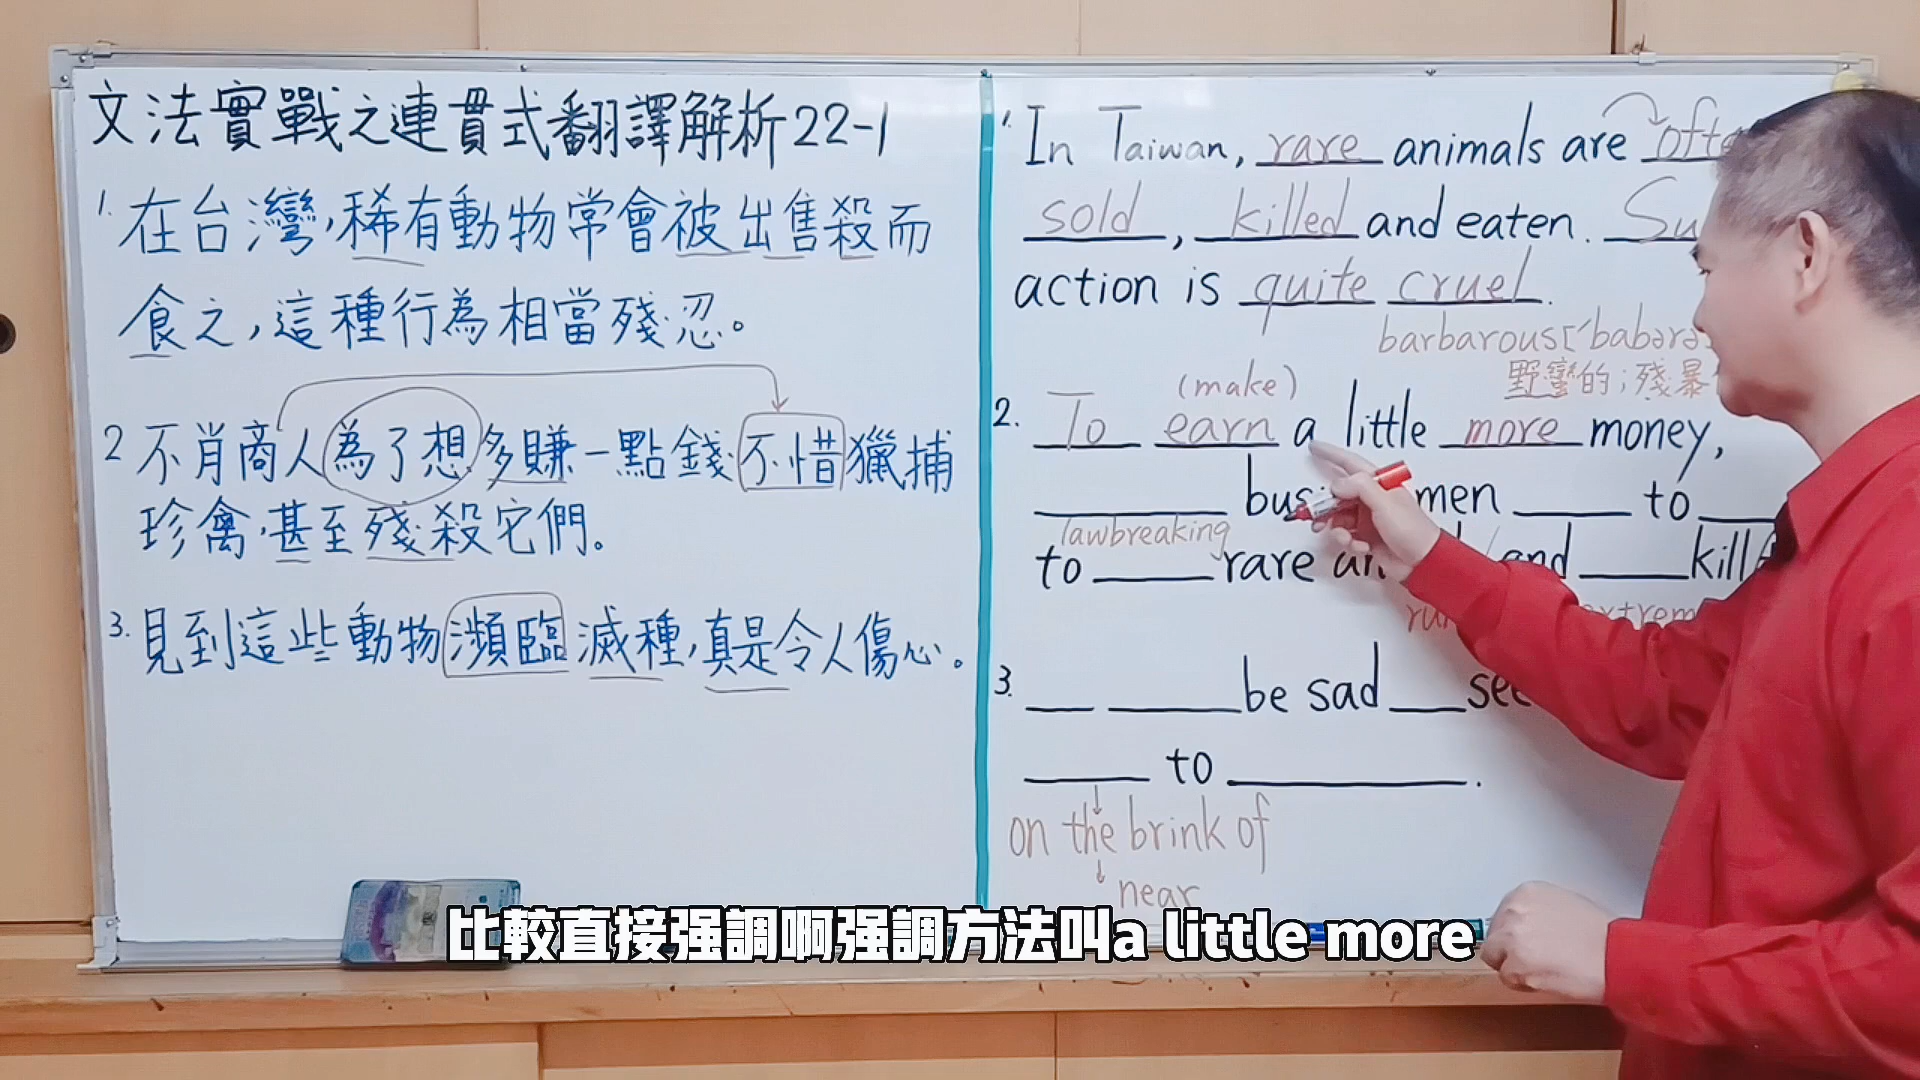 文法實戰之連貫式翻譯解析22-1
1. 在台灣,稀有動物常會被出售殺而
食之,這種行為相當殘忍。
2 不肖商人為了想多賺一點錢不惜獵捕
珍禽,甚至殘殺它們。
3. 見到這些動物瀕臨滅種,真是令人傷心。
1. In Taiwan, rare animals are
sold, killed and eaten.
action is quite cruel.
barbarous
野蠻的;殘暴
(make)
2. To earn a little more money,
men to
lawbreaking
to rare and kill
3. be sad
to .
on the brink of
near
比較直接强調啊强調方法叫a little more